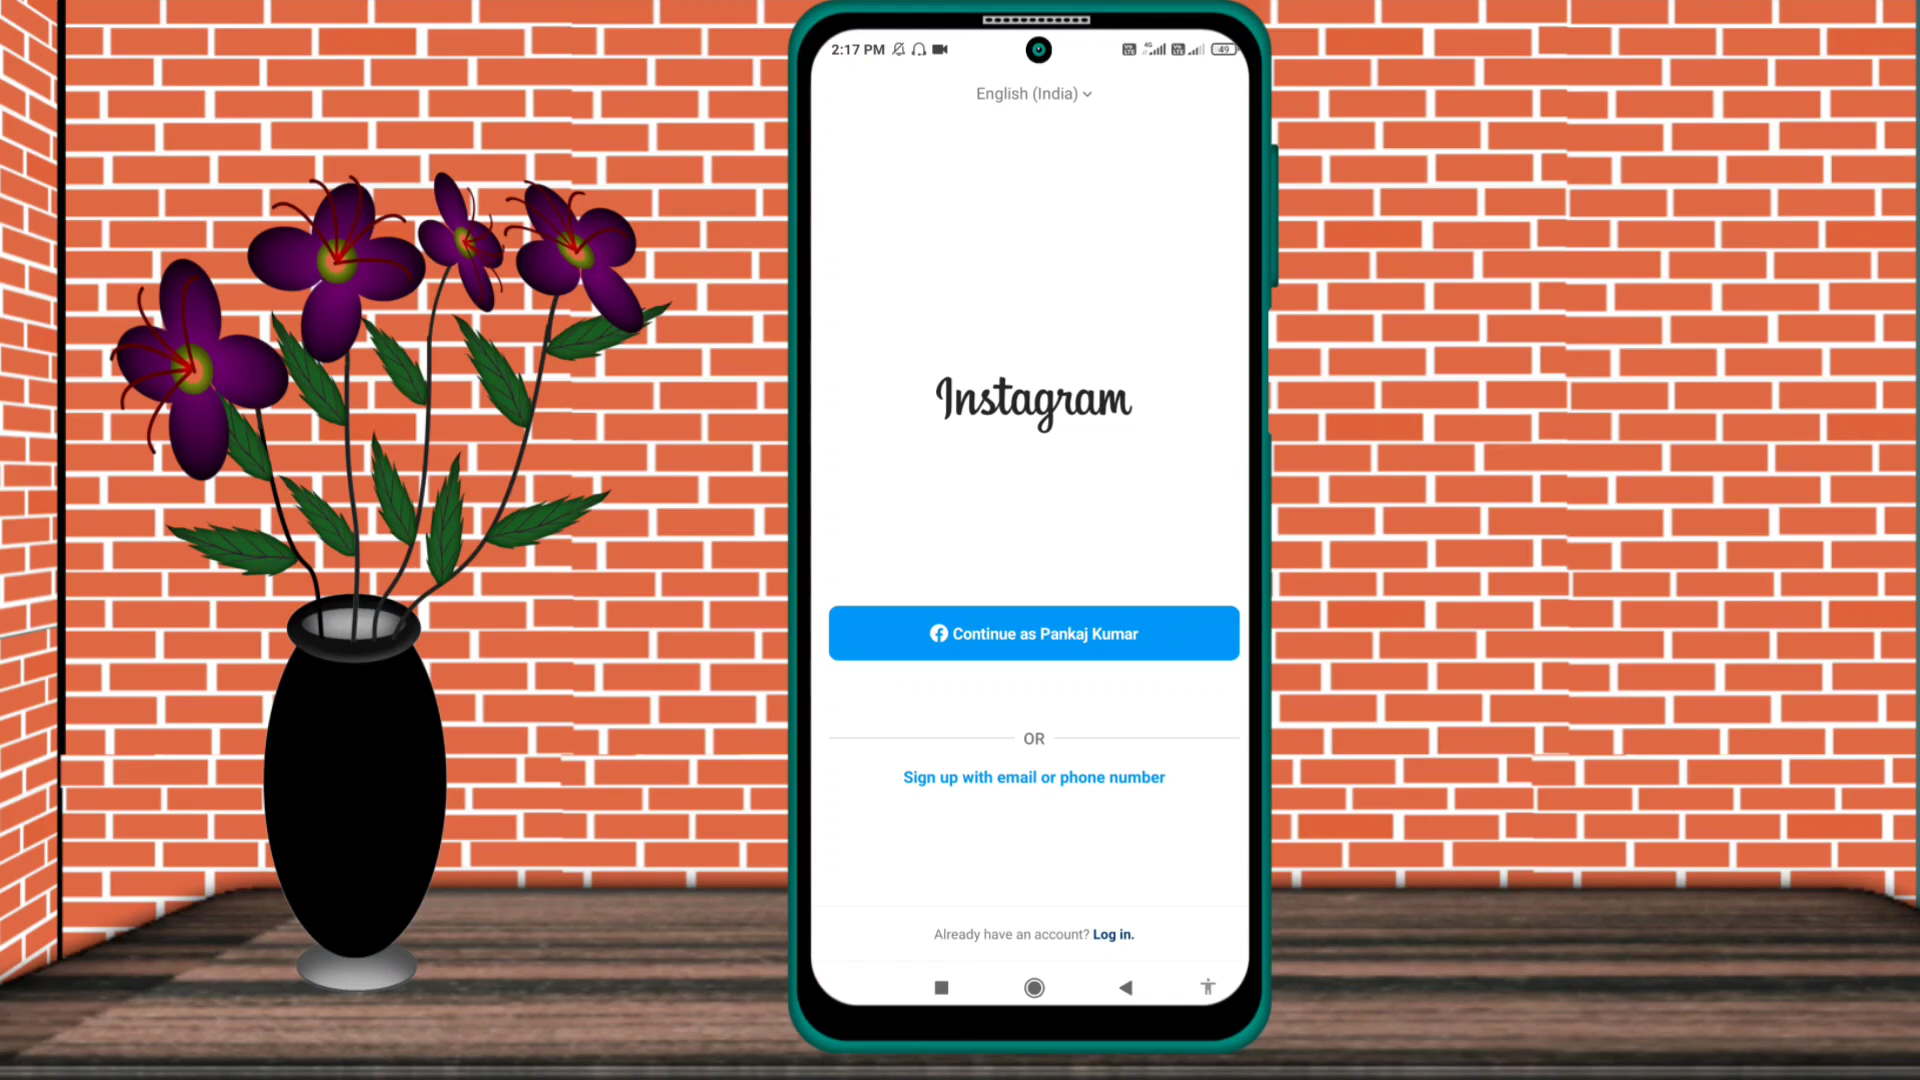 2:17 PM
49
English (India)
Instagram
Continue as Pankaj Kumar
OR
Sign up with email or phone number
Already have an account? Log in.